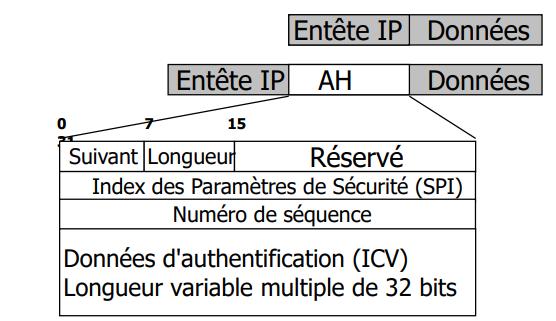 Entête IP Données
Entête IP AH Données
0 7 15
31
Suivant Longueur Réservé
Index des Paramètres de Sécurité (SPI)
Numéro de séquence
Données d'authentification (ICV)
Longueur variable multiple de 32 bits